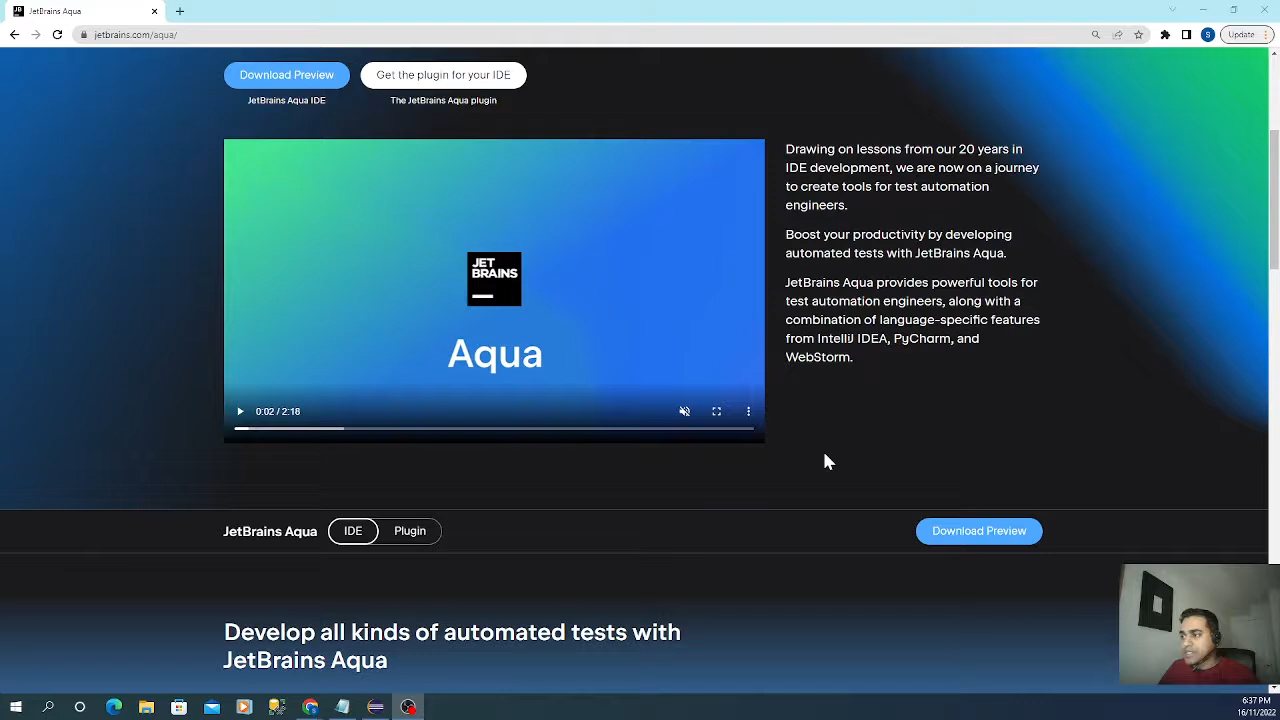 JetBrains Aqua
jetbrains.com/aqua/
S
Update
Download Preview
Get the plugin for your IDE
JetBrains Aqua IDE
The JetBrains Aqua plugin
JET
BRAINS
Aqua
0:02 / 2:18
Drawing on lessons from our 20 years in
IDE development, we are now on a journey
to create tools for test automation
engineers.
Boost your productivity by developing
automated tests with JetBrains Aqua.
JetBrains Aqua provides powerful tools for
test automation engineers, along with a
combination of language-specific features
from IntelliJ IDEA, PyCharm, and
WebStorm.
JetBrains Aqua
IDE
Plugin
Download Preview
Develop all kinds of automated tests with
JetBrains Aqua
6:37 PM
16/11/2022